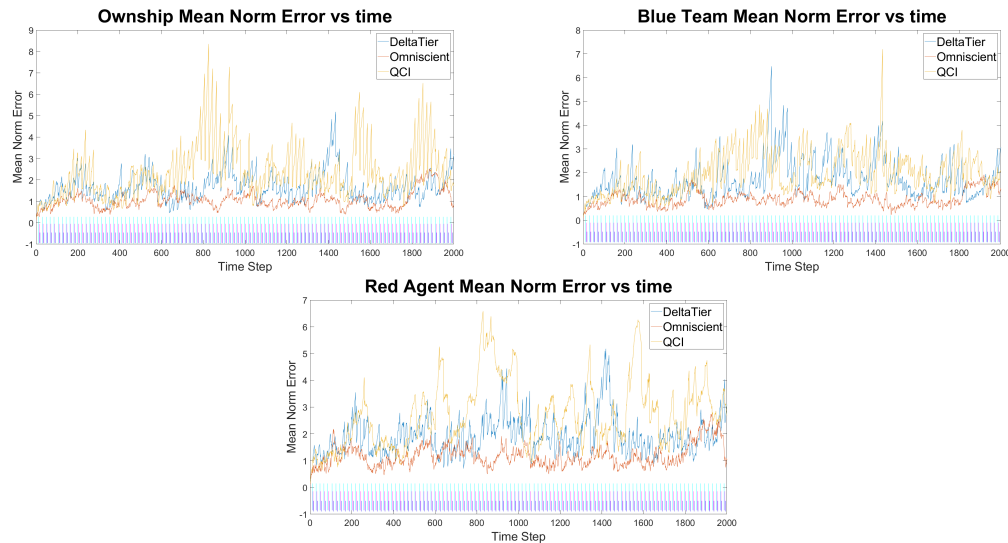 Ownship Mean Norm Error vs time
9
8
7
6
5
4
3
2
1
0
-1
Mean Norm Error
DeltaTier
Omniscient
QCI
0 200 400 600 800 1000 1200 1400 1600 1800 2000
Time Step
Blue Team Mean Norm Error vs time
8
7
6
5
4
3
2
1
0
-1
Mean Norm Error
DeltaTier
Omniscient
QCI
0 200 400 600 800 1000 1200 1400 1600 1800 2000
Time Step
Red Agent Mean Norm Error vs time
7
6
5
4
3
2
1
0
-1
Mean Norm Error
DeltaTier
Omniscient
QCI
0 200 400 600 800 1000 1200 1400 1600 1800 2000
Time Step